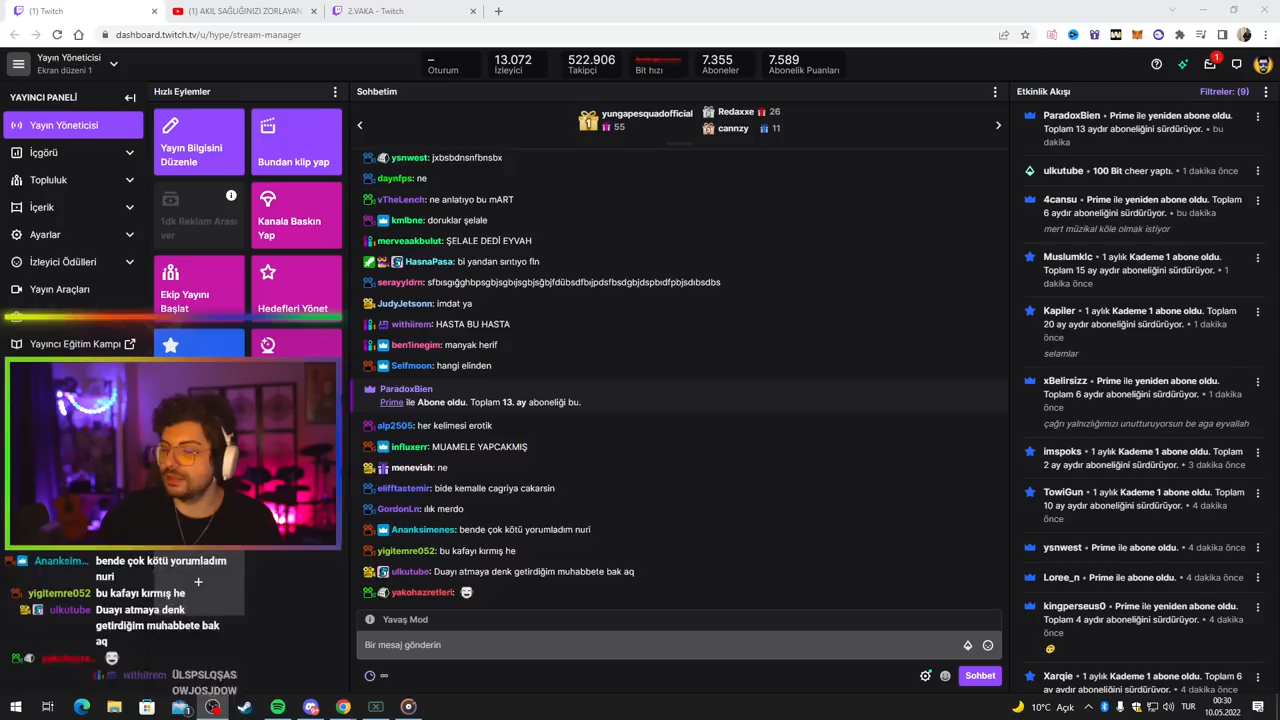 (1) Twitch
(1) AKIL SAĞLIĞINIZI ZORLAYAN
2.VAKA - Twitch
dashboard.twitch.tv/u/hype/stream-manager
Yayın Yöneticisi
Ekran düzeni 1
–
Oturum
13.072
İzleyici
522.906
Takipçi
Bit hızı
7.355
Aboneler
7.589
Abonelik Puanları
1
YAYINCI PANELİ
Yayın Yöneticisi
İçgörü
Topluluk
İçerik
Ayarlar
İzleyici Ödülleri
Yayın Araçları
Yayıncı Eğitim Kampı
Hızlı Eylemler
Yayın Bilgisini
Düzenle
Bundan klip yap
1dk Reklam Arası
ver
Kanala Baskın
Yap
Ekip Yayını
Başlat
Hedefleri Yönet
Sohbetim
1
yungapesquadofficial
55
Redaxxe 26
cannzy 11
ysnwest: jxbsbdnsnfbnsbx
daynfps: ne
vTheLench: ne anlatıyo bu mART
kmlbne: doruklar şelale
merveaakbulut: ŞELALE DEDİ EYVAH
HasnaPasa: bi yandan sırıtıyo fln
JudyJetsonn: imdat ya
withiirem: HASTA BU HASTA
ben1inegim: manyak herif
Selfmoon: hangi elinden
ParadoxBien
Prime ile Abone oldu. Toplam 13. ay aboneliği bu.
alp2505: her kelimesi erotik
influxerr: MUAMELE YAPCAKMIŞ
menevish: ne
elifftastemir: bide kemalle cagriya cakarsin
GordonLn: ılık merdo
Ananksimenes: bende çok kötü yorumladım nuri
yigitemre052: bu kafayı kırmış he
ulkutube: Duayı atmaya denk getirdiğim muhabbete bak aq
yakohazretleri:
Yavaş Mod
Bir mesaj gönderin
∞
Sohbet
Etkinlik Akışı
Filtreler: (9)
ParadoxBien • Prime ile yeniden abone oldu.
Toplam 13 aydır aboneliğini sürdürüyor. • bu
dakika
ulkutube • 100 Bit cheer yaptı. • 1 dakika önce
4cansu • Prime ile yeniden abone oldu. Toplam
6 aydır aboneliğini sürdürüyor. • bu dakika
mert müzikal köle olmak istiyor
Muslumklc • 1 aylık Kademe 1 abone oldu.
Toplam 15 ay aydır aboneliğini sürdürüyor. • 1
dakika önce
Kapiler • 1 aylık Kademe 1 abone oldu. Toplam
20 ay aydır aboneliğini sürdürüyor. • 1 dakika
önce
selamlar
xBelirsizz • Prime ile yeniden abone oldu.
Toplam 6 aydır aboneliğini sürdürüyor. • 2 dakika
önce
çağrı yalnızlığımızı unutturuyorsun be aga eyvallah
imspoks • 1 aylık Kademe 1 abone oldu. Toplam
2 ay aydır aboneliğini sürdürüyor. • 3 dakika önce
TowiGun • 1 aylık Kademe 1 abone oldu. Toplam
10 ay aydır aboneliğini sürdürüyor. • 4 dakika
önce
ysnwest • Prime ile abone oldu. • 4 dakika önce
Loree_n • Prime ile abone oldu. • 4 dakika önce
kingperseus0 • Prime ile yeniden abone oldu.
Toplam 4 aydır aboneliğini sürdürüyor. • 4 dakika
önce
Xarqie • 1 aylık Kademe 1 abone oldu. Toplam 6
ay aydır aboneliğini sürdürüyor. • 4 dakika
Ananksim... bende çok kötü yorumladım
nuri
yigitemre052 bu kafayı kırmış he
ulkutube Duayı atmaya denk
getirdiğim muhabbete bak
aq
withiirem ÜLSPSLQŞAS
OWJOSJDOW
10°C Açık
TUR
00:30
10.05.2022